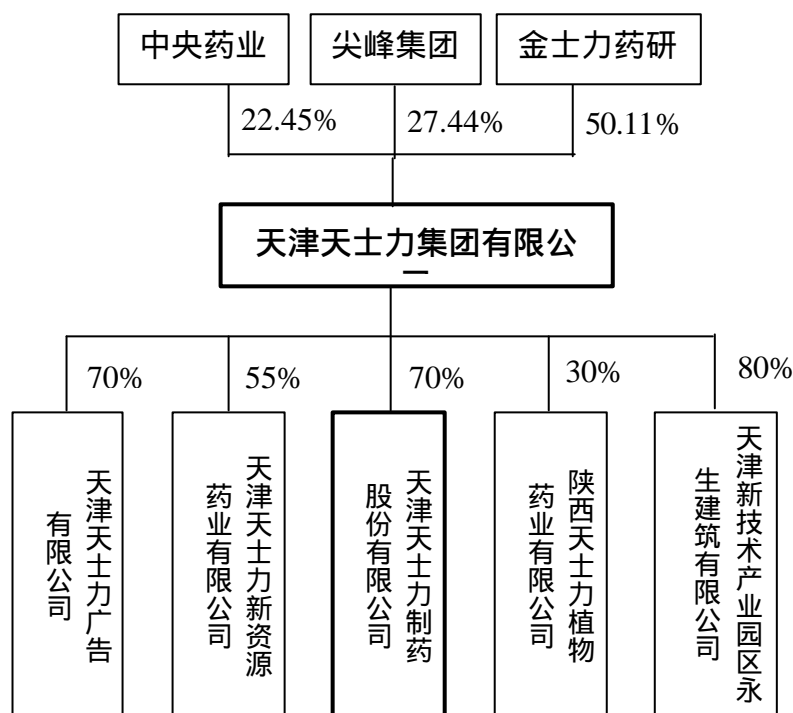 中央药业
尖峰集团
金士力药研
22.45%
27.44%
50.11%
天津天士力集团有限公
70%
55%
70%
30%
80%
天津天士力广告
有限公司
天津天士力新资源
药业有限公司
天津天士力制药
股份有限公司
陕西天士力植物
药业有限公司
天津新技术产业园区永
生建筑有限公司